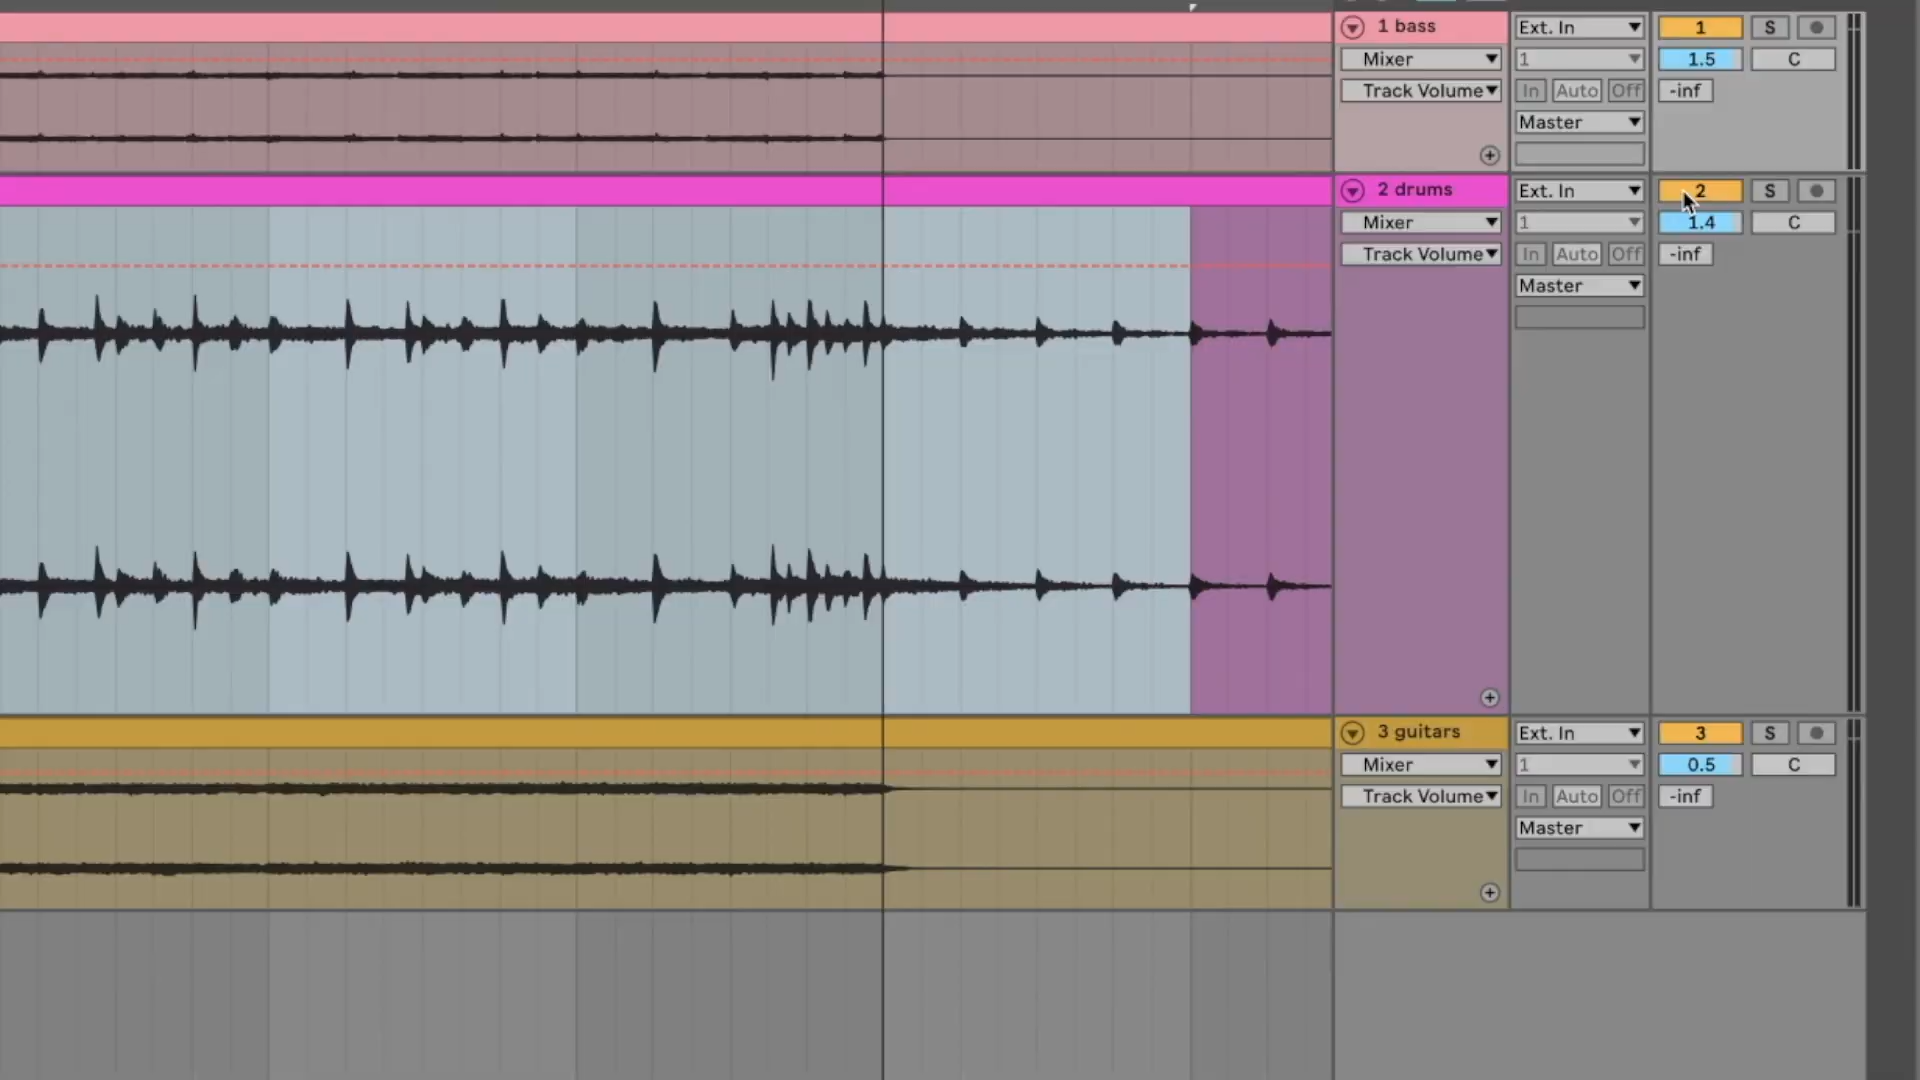 1 bass
Ext. In
1
S
Mixer
1
1.5
C
Track Volume
In
Auto
Off
-inf
Master
2 drums
Ext. In
2
S
Mixer
1
1.4
C
Track Volume
In
Auto
Off
-inf
Master
3 guitars
Ext. In
3
S
Mixer
1
0.5
C
Track Volume
In
Auto
Off
-inf
Master